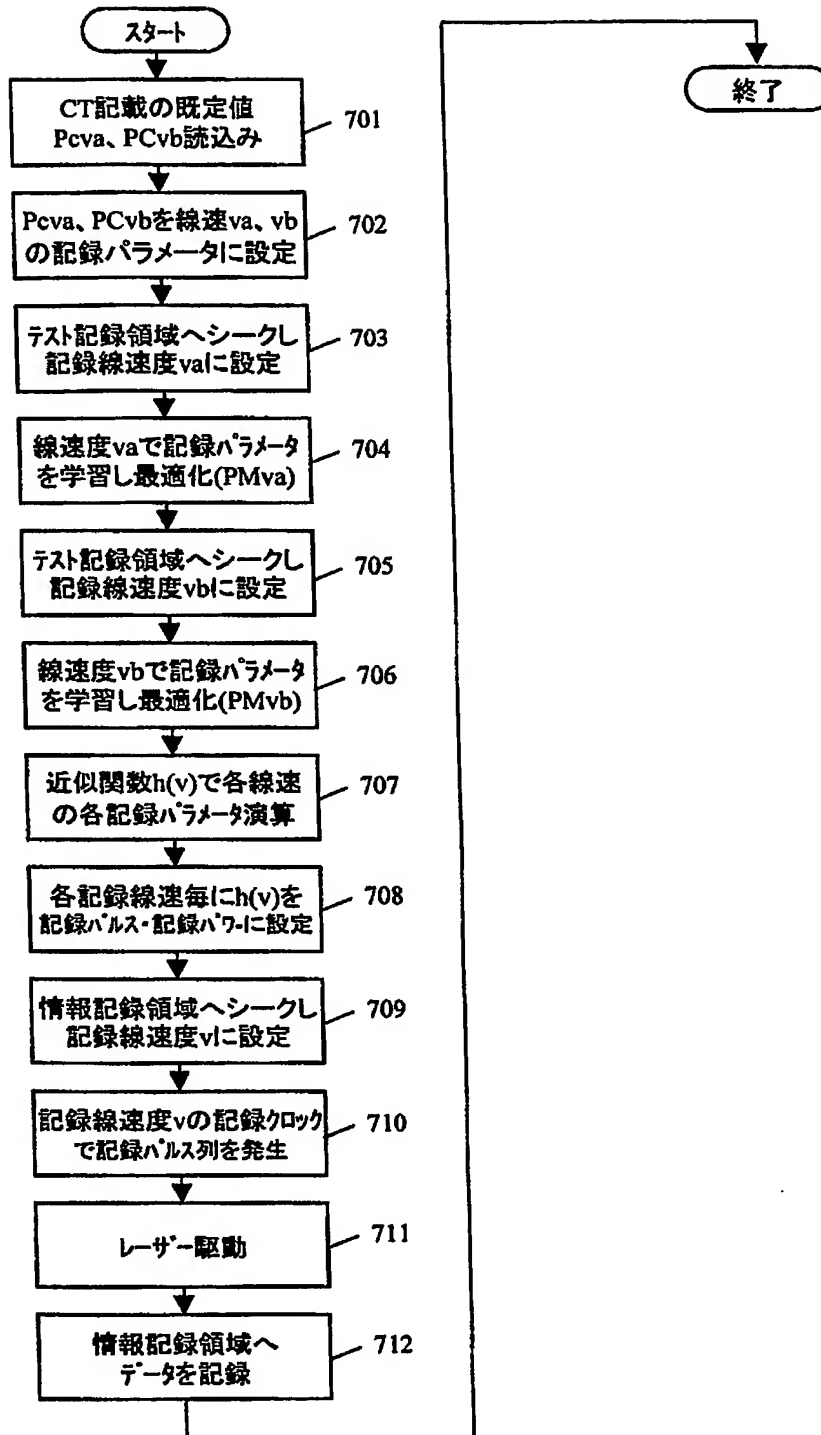 スタート
CT記載の既定値
Pcva、PCvb読込み
701
Pcva、PCvbを線速va、vb
の記録パラメータに設定
702
テスト記録領域へシークし
記録線速度vaに設定
703
線速度vaで記録パラメータ
を学習し最適化(PMva)
704
テスト記録領域へシークし
記録線速度vbに設定
705
線速度vbで記録パラメータ
を学習し最適化(PMvb)
706
近似関数h(v)で各線速
の各記録パラメータ演算
707
各記録線速毎にh(v)を
記録パルス・記録パワーに設定
708
情報記録領域へシークし
記録線速度vに設定
709
記録線速度vの記録クロック
で記録パルス列を発生
710
レーザー駆動
711
情報記録領域へ
データを記録
712
終了